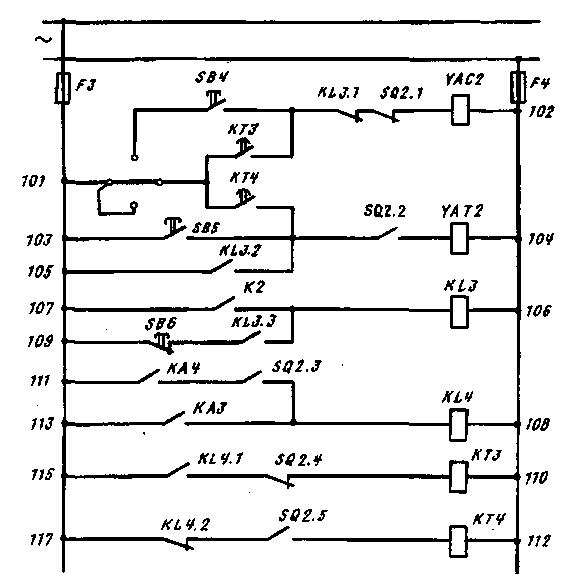 ~
F3
SB4
KL3.1
SQ2.1
YAC2
F4
102
KT3
101
KT4
SQ2.2
YAT2
103
SB5
104
KL3.2
105
K2
KL3
107
106
SB6
KL3.3
109
KA4
SQ2.3
111
KA3
KL4
113
108
KL4.1
SQ2.4
KT3
115
110
KL4.2
SQ2.5
KT4
117
112